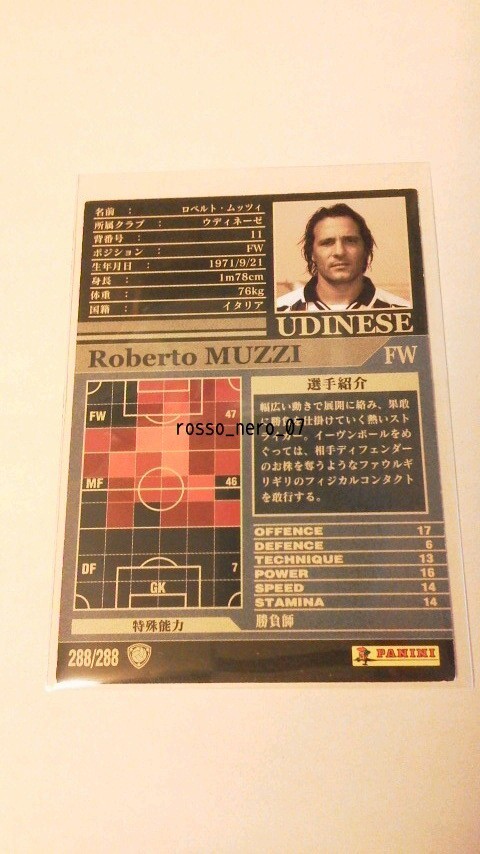 名前 : ロベルト・ムッツィ
所属クラブ : ウディネーゼ
背番号 : 11
ポジション : FW
生年月日 : 1971/9/21
身長 : 1m78cm
体重 : 76kg
国籍 : イタリア
UDINESE
Roberto MUZZI
FW
FW 47
MF 46
DF 7
GK
選手紹介
幅広い動きで展開に絡み、果敢
に勝負を仕掛けていく熱いスト
rosso_nero_07
。イーヴンボールをめ
ぐっては、相手ディフェンダー
のお株を奪うようなファウルギ
リギリのフィジカルコンタクト
を敢行する。
OFFENCE 17
DEFENCE 6
TECHNIQUE 13
POWER 16
SPEED 14
STAMINA 14
特殊能力 勝負師
288/288
PANINI